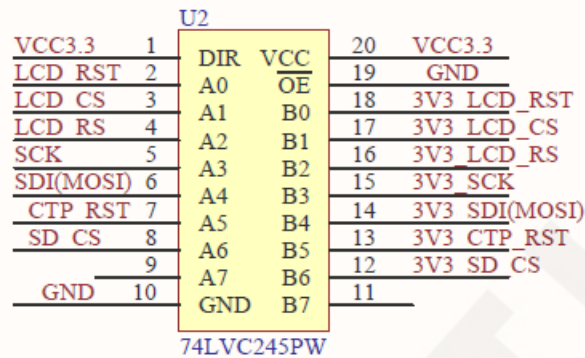 U2
VCC3.3 1 DIR VCC 20 VCC3.3
LCD_RST 2 A0 OE 19 GND
LCD_CS 3 A1 B0 18 3V3_LCD_RST
LCD_RS 4 A2 B1 17 3V3_LCD_CS
SCK 5 A3 B2 16 3V3_LCD_RS
SDI(MOSI) 6 A4 B3 15 3V3_SCK
CTP_RST 7 A5 B4 14 3V3_SDI(MOSI)
SD_CS 8 A6 B5 13 3V3_CTP_RST
9 A7 B6 12 3V3_SD_CS
GND 10 GND B7 11
74LVC245PW